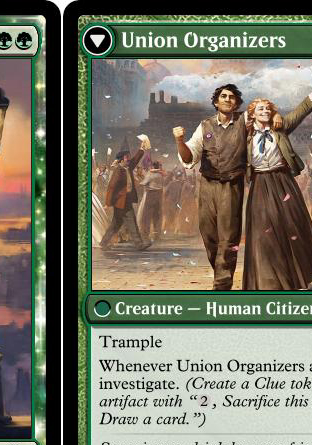 Union Organizers
Creature — Human Citizen
Trample
Whenever Union Organizers a
investigate. (Create a Clue tok
artifact with “2, Sacrifice this
Draw a card.”)